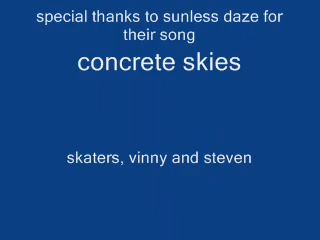 special thanks to sunless daze for
their song
concrete skies
skaters, vinny and steven